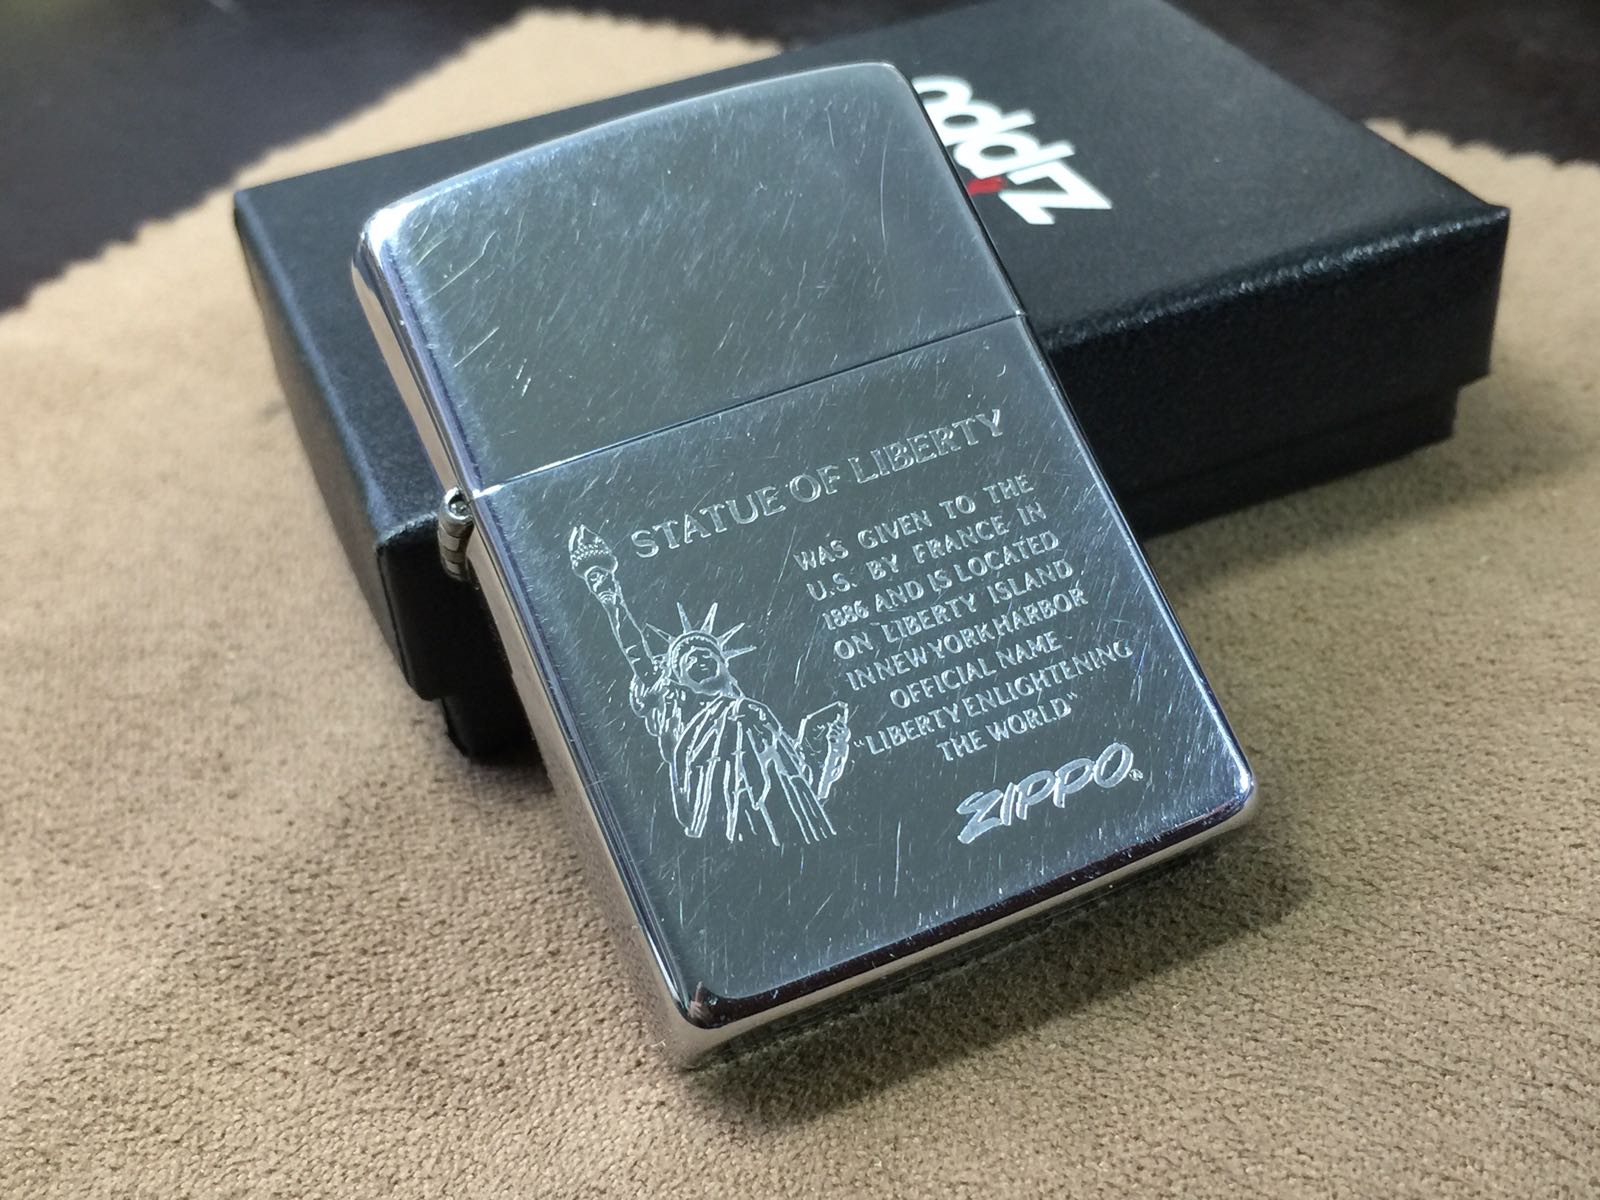 Zippo
STATUE OF LIBERTY
WAS GIVEN TO THE
U.S. BY FRANCE IN
1886 AND IS LOCATED
ON LIBERTY ISLAND
IN NEW YORK HARBOR
OFFICIAL NAME
"LIBERTY ENLIGHTENING
THE WORLD"
ZIPPO®